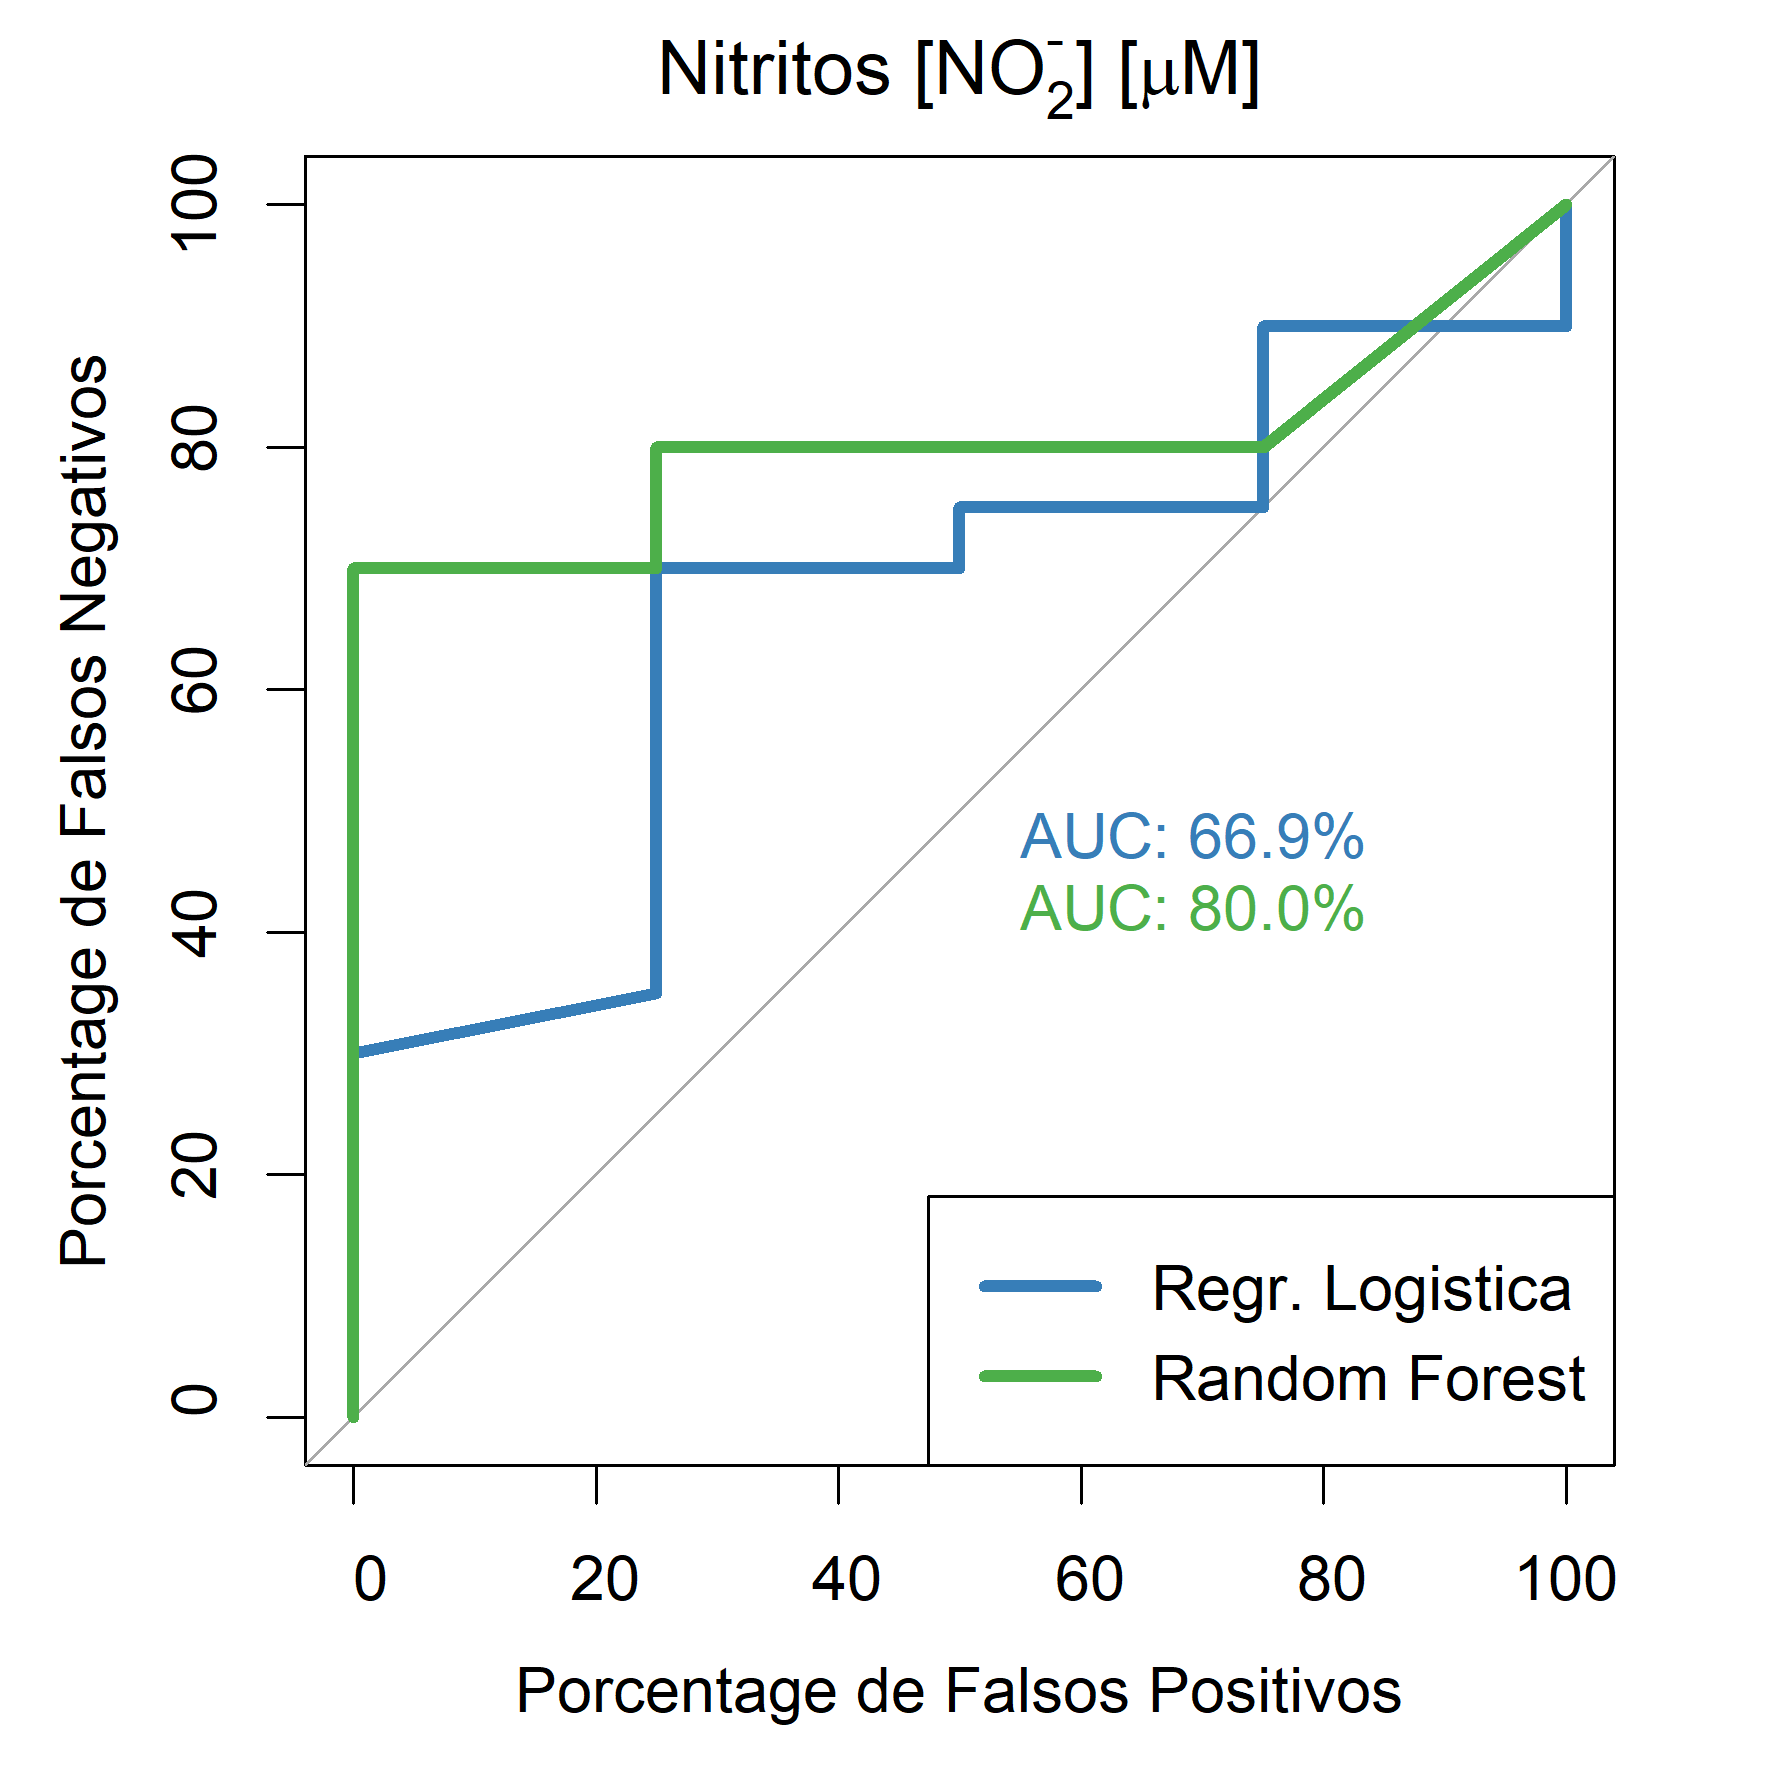 Nitritos [NO₂⁻] [μM]
Porcentage de Falsos Negativos
100
80
60
40
20
0
AUC: 66.9%
AUC: 80.0%
Regr. Logistica
Random Forest
0 20 40 60 80 100
Porcentage de Falsos Positivos